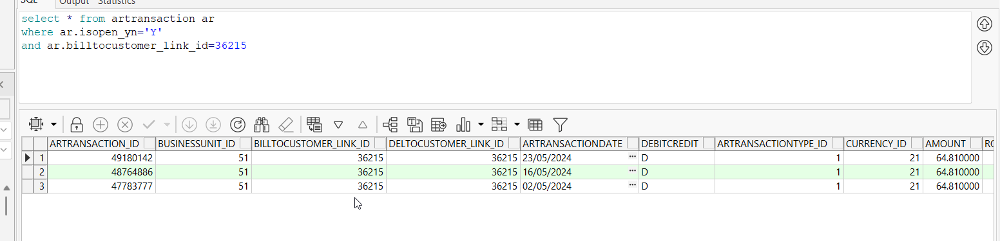 SQL Output Statistics
select * from artransaction ar
where ar.isopen_yn='Y'
and ar.billtocustomer_link_id=36215
ARTRANSACTION_ID BUSINESSUNIT_ID BILLTOCUSTOMER_LINK_ID DELTOCUSTOMER_LINK_ID ARTRANSACTIONDATE DEBITCREDIT ARTRANSACTIONTYPE_ID CURRENCY_ID AMOUNT
1 49180142 51 36215 36215 23/05/2024 ... D 1 21 64.810000
2 48764886 51 36215 36215 16/05/2024 ... D 1 21 64.810000
3 47783777 51 36215 36215 02/05/2024 ... D 1 21 64.810000